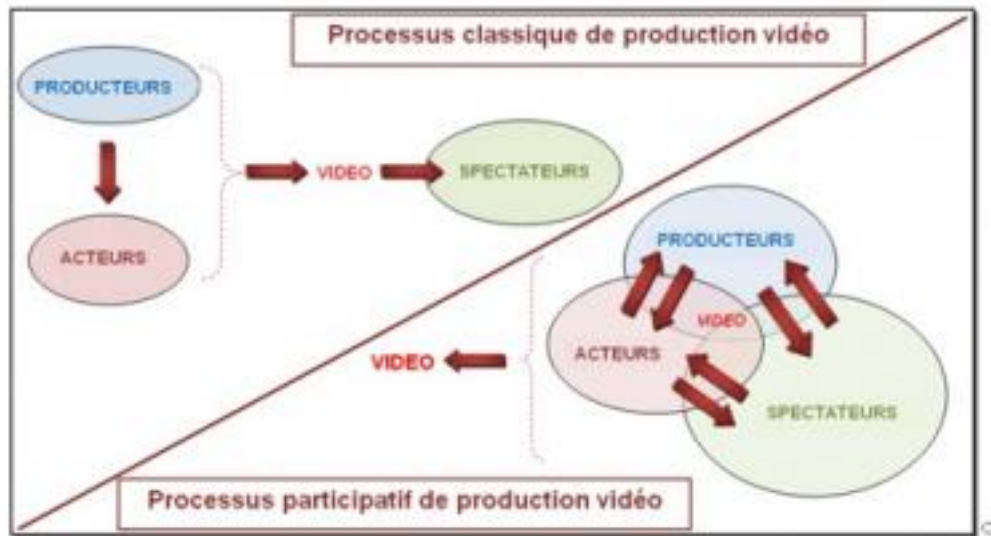 Processus classique de production vidéo
PRODUCTEURS
VIDEO
SPECTATEURS
ACTEURS
PRODUCTEURS
VIDEO
ACTEURS
VIDEO
SPECTATEURS
Processus participatif de production vidéo